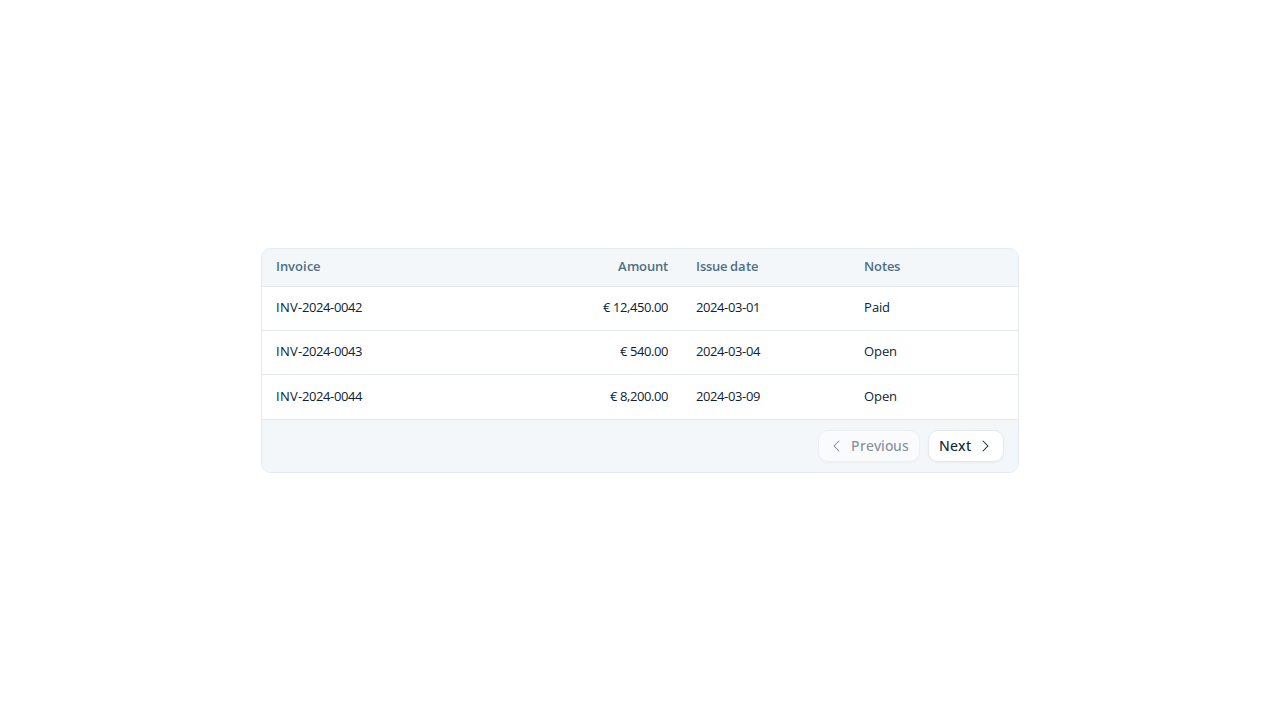 Invoice Amount Issue date Notes
INV-2024-0042 € 12,450.00 2024-03-01 Paid
INV-2024-0043 € 540.00 2024-03-04 Open
INV-2024-0044 € 8,200.00 2024-03-09 Open
Previous Next